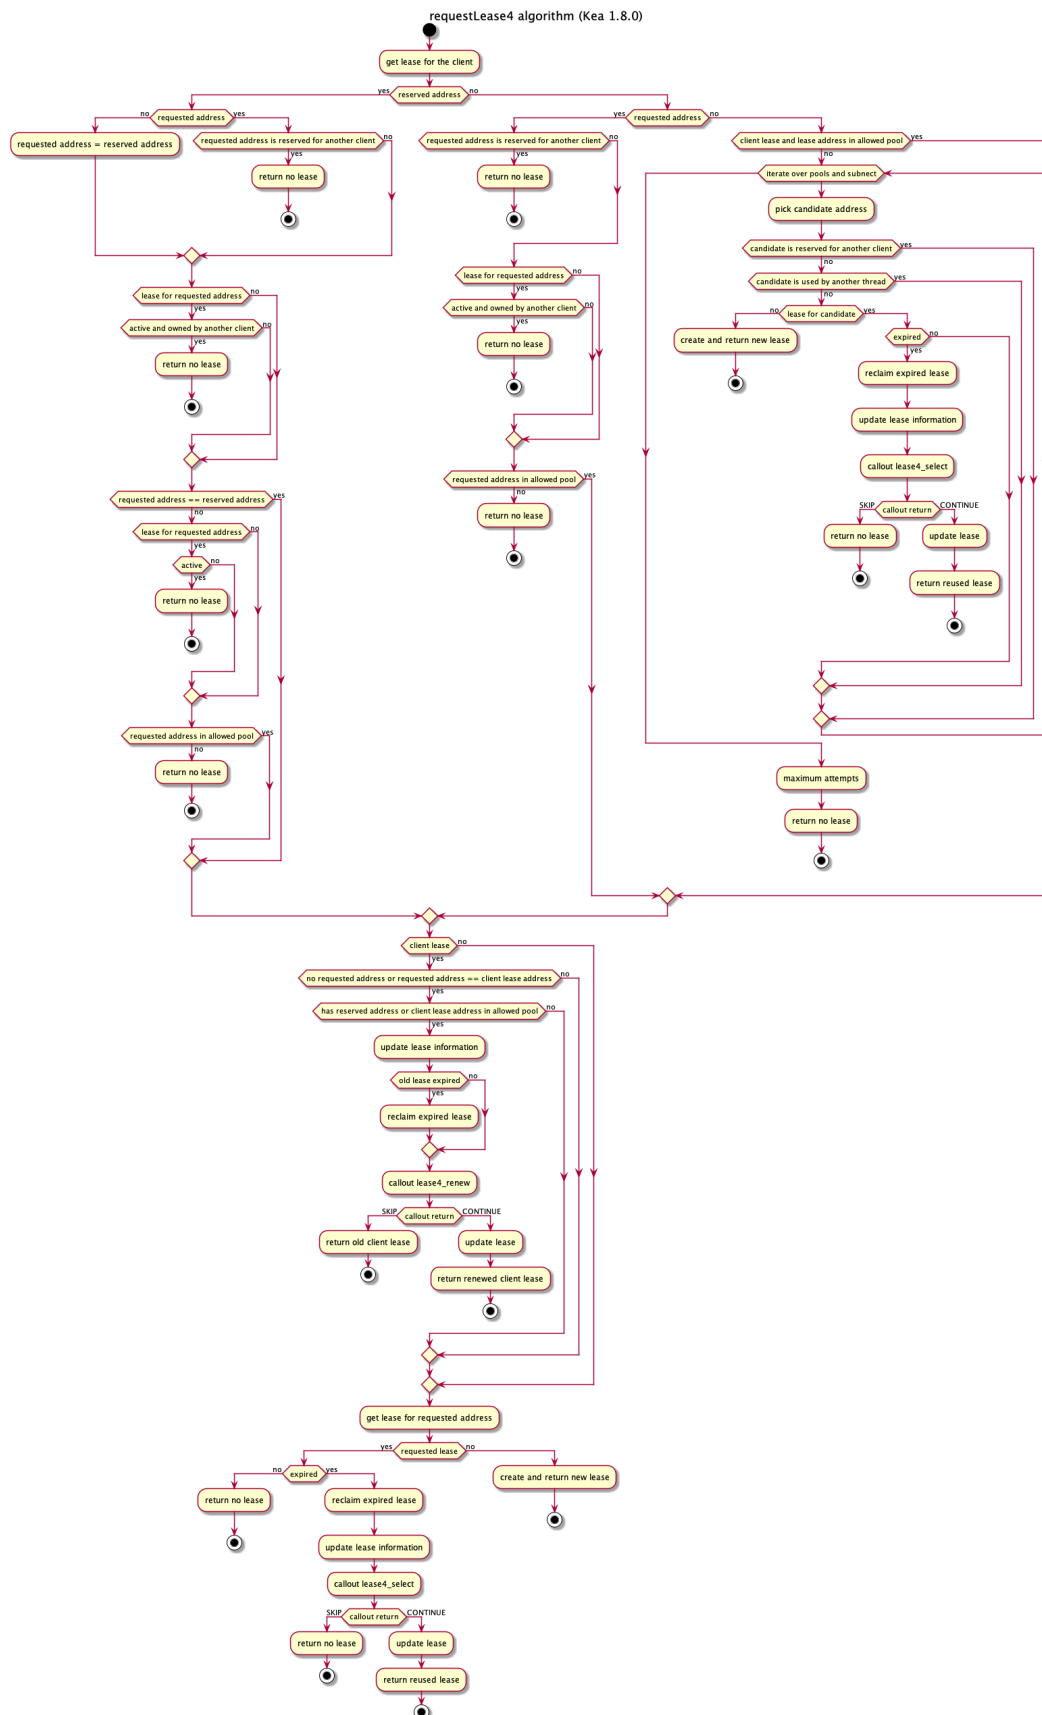 requestLease4 algorithm (Kea 1.8.0)
get lease for the client
yes
reserved address
no
no
requested address
yes
requested address = reserved address
requested address is reserved for another client
no
yes
return no lease
lease for requested address
no
yes
active and owned by another client
no
yes
return no lease
requested address == reserved address
yes
no
lease for requested address
no
yes
active
no
yes
return no lease
requested address in allowed pool
yes
no
return no lease
yes
requested address
no
requested address is reserved for another client
no
yes
return no lease
lease for requested address
no
yes
active and owned by another client
no
yes
return no lease
requested address in allowed pool
yes
no
return no lease
client lease and lease address in allowed pool
yes
no
iterate over pools and subnect
pick candidate address
candidate is reserved for another client
yes
no
candidate is used by another thread
yes
no
no
lease for candidate
yes
create and return new lease
expired
no
yes
reclaim expired lease
update lease information
callout lease4_select
SKIP
callout return
CONTINUE
return no lease
update lease
return reused lease
maximum attempts
return no lease
client lease
no
yes
no requested address or requested address == client lease address
no
yes
has reserved address or client lease address in allowed pool
no
yes
update lease information
old lease expired
no
yes
reclaim expired lease
callout lease4_renew
SKIP
callout return
CONTINUE
return old client lease
update lease
return renewed client lease
get lease for requested address
yes
requested lease
no
no
expired
yes
create and return new lease
return no lease
reclaim expired lease
update lease information
callout lease4_select
SKIP
callout return
CONTINUE
return no lease
update lease
return reused lease